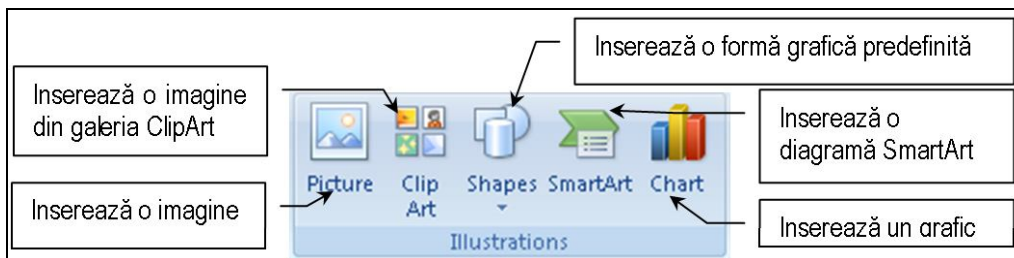 Inserează o formă grafică predefinită
Inserează o imagine
din galeria ClipArt
Inserează o
diagramă SmartArt
Picture
Clip
Art
Shapes
SmartArt
Chart
Inserează o imagine
Inserează un grafic
Illustrations